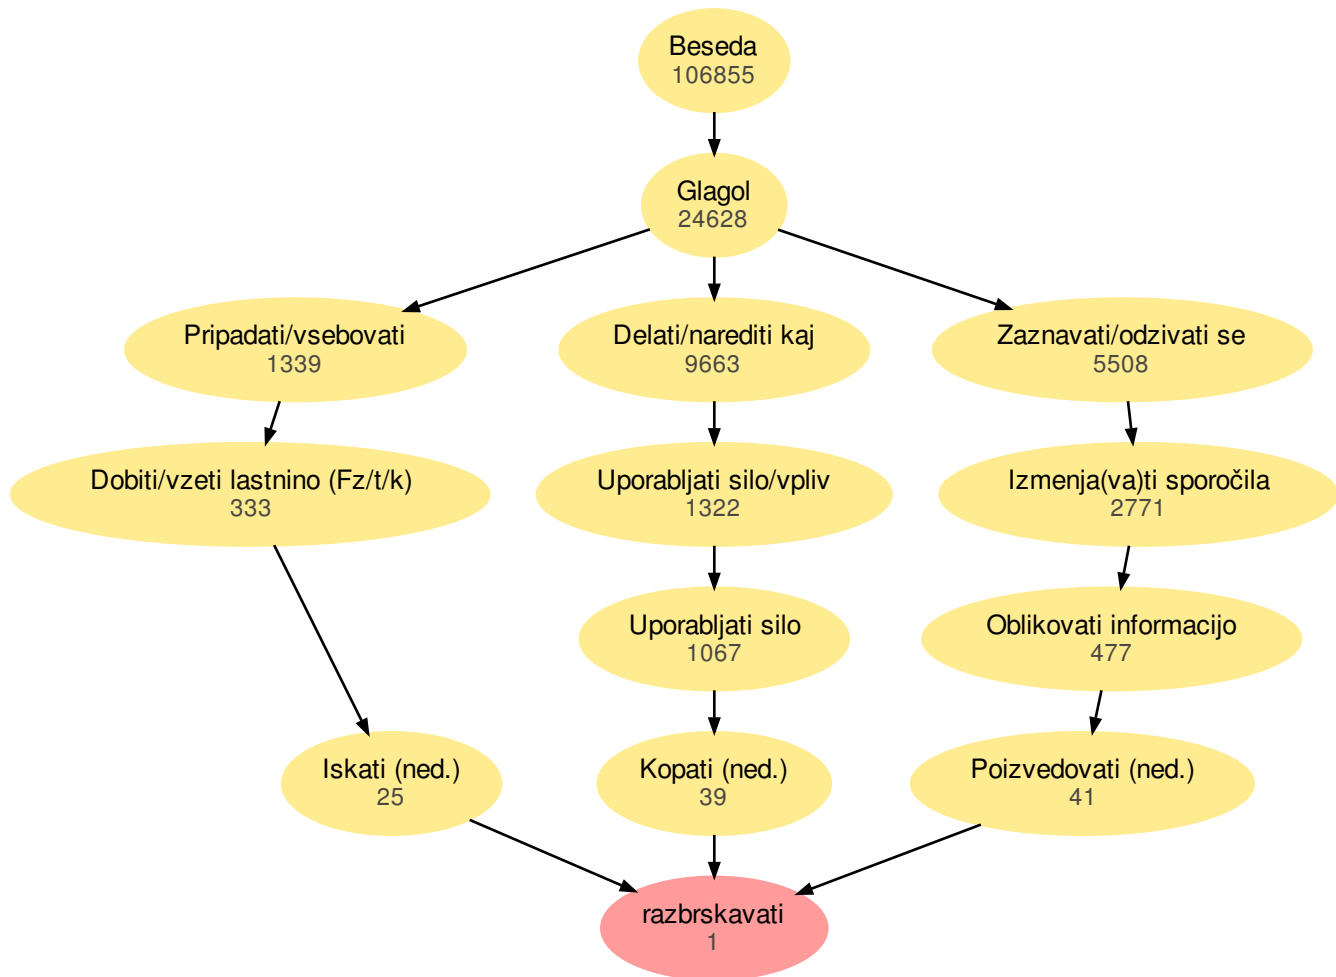 Beseda
106855
Glagol
24628
Pripadati/vsebovati
1339
Delati/narediti kaj
9663
Zaznavati/odzivati se
5508
Dobiti/vzeti lastnino (Fz/t/k)
333
Uporabljati silo/vpliv
1322
Izmenja(va)ti sporočila
2771
Uporabljati silo
1067
Oblikovati informacijo
477
Iskati (ned.)
25
Kopati (ned.)
39
Poizvedovati (ned.)
41
razbrskavati
1